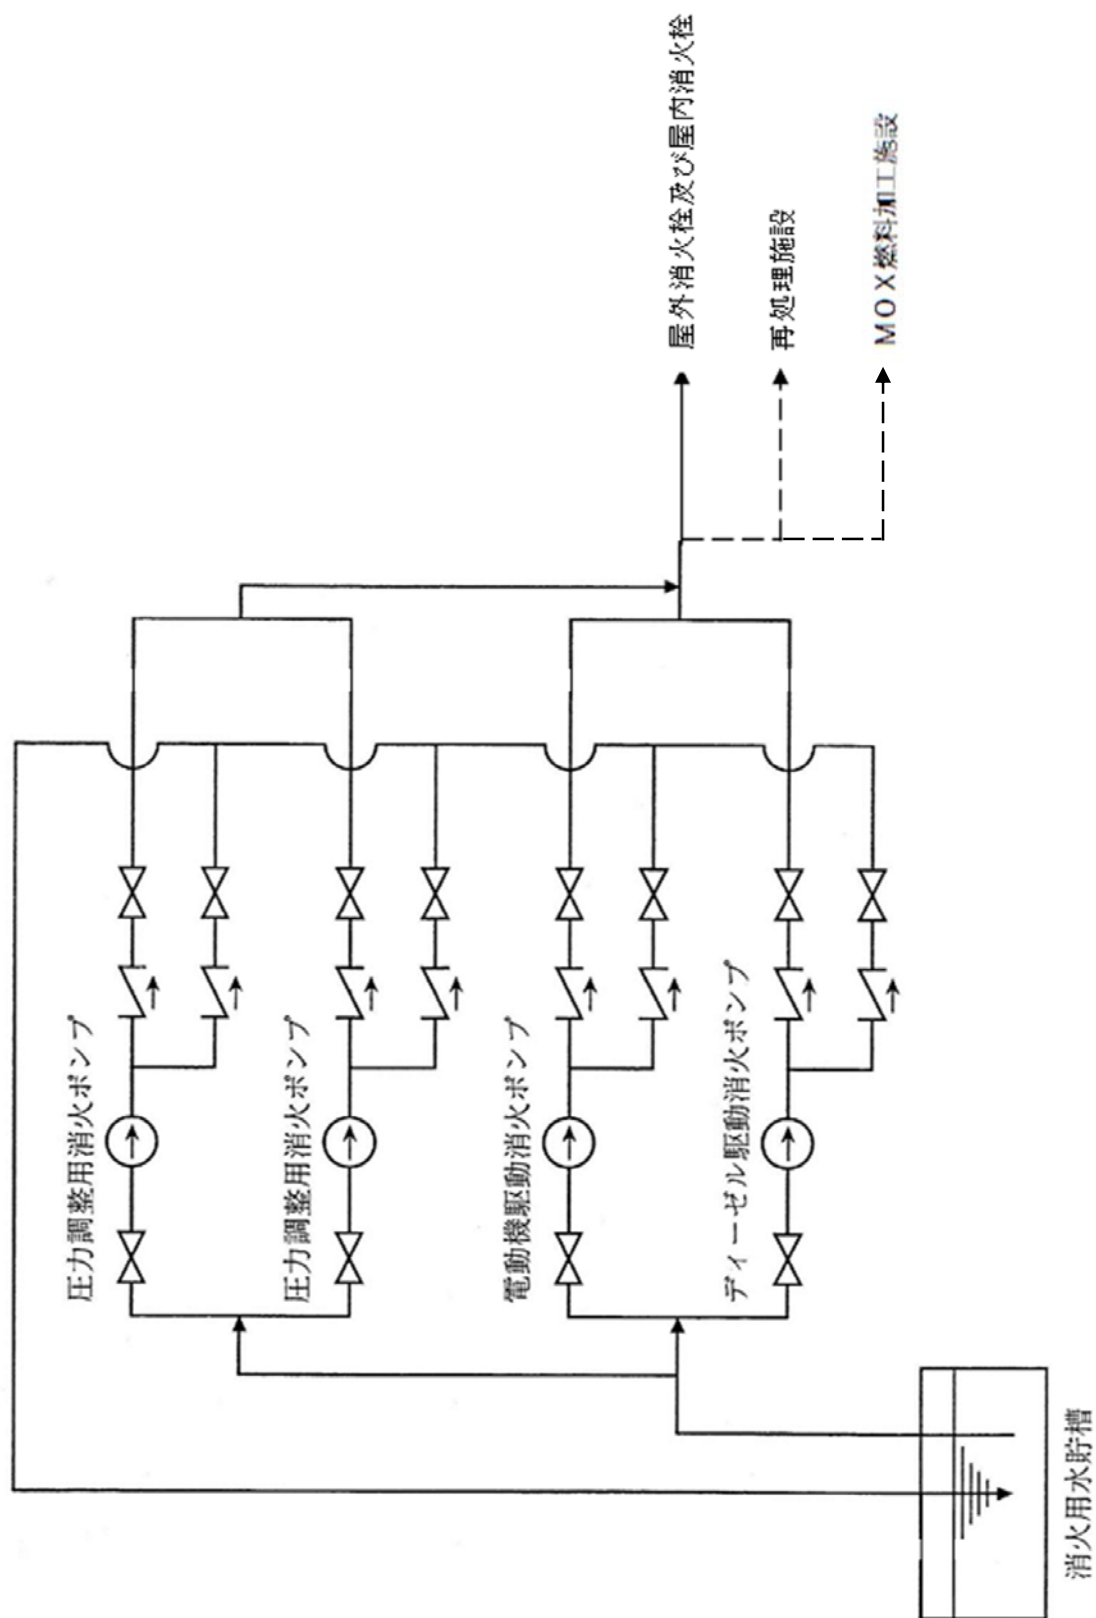 圧力調整用消火ポンプ
圧力調整用消火ポンプ
電動機駆動消火ポンプ
ディーゼル駆動消火ポンプ
消火用水貯槽
屋外消火栓及び屋内消火栓
再処理施設
MOX燃料加工施設